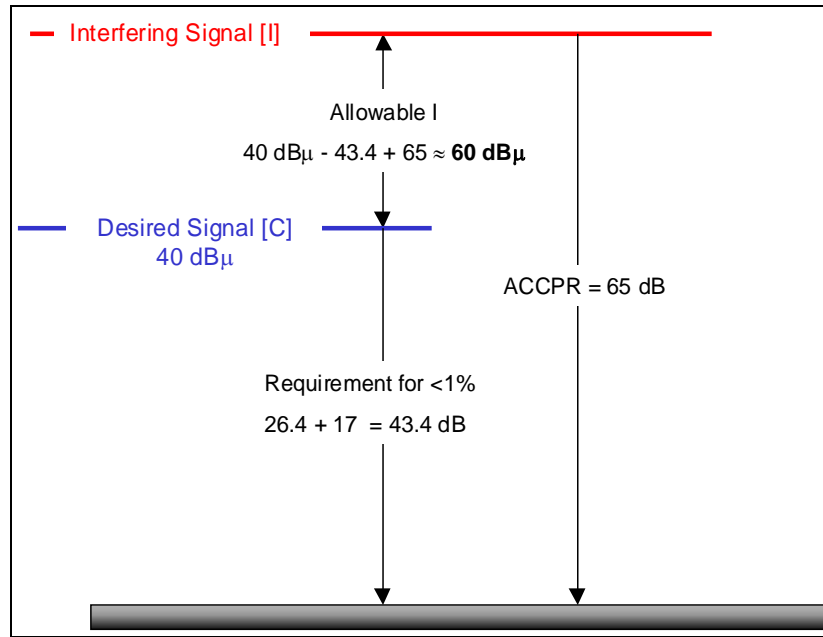 Interfering Signal [I]
Allowable I
40 dBμ - 43.4 + 65 ≈ 60 dBμ
Desired Signal [C]
40 dBμ
ACCPR = 65 dB
Requirement for <1%
26.4 + 17 = 43.4 dB